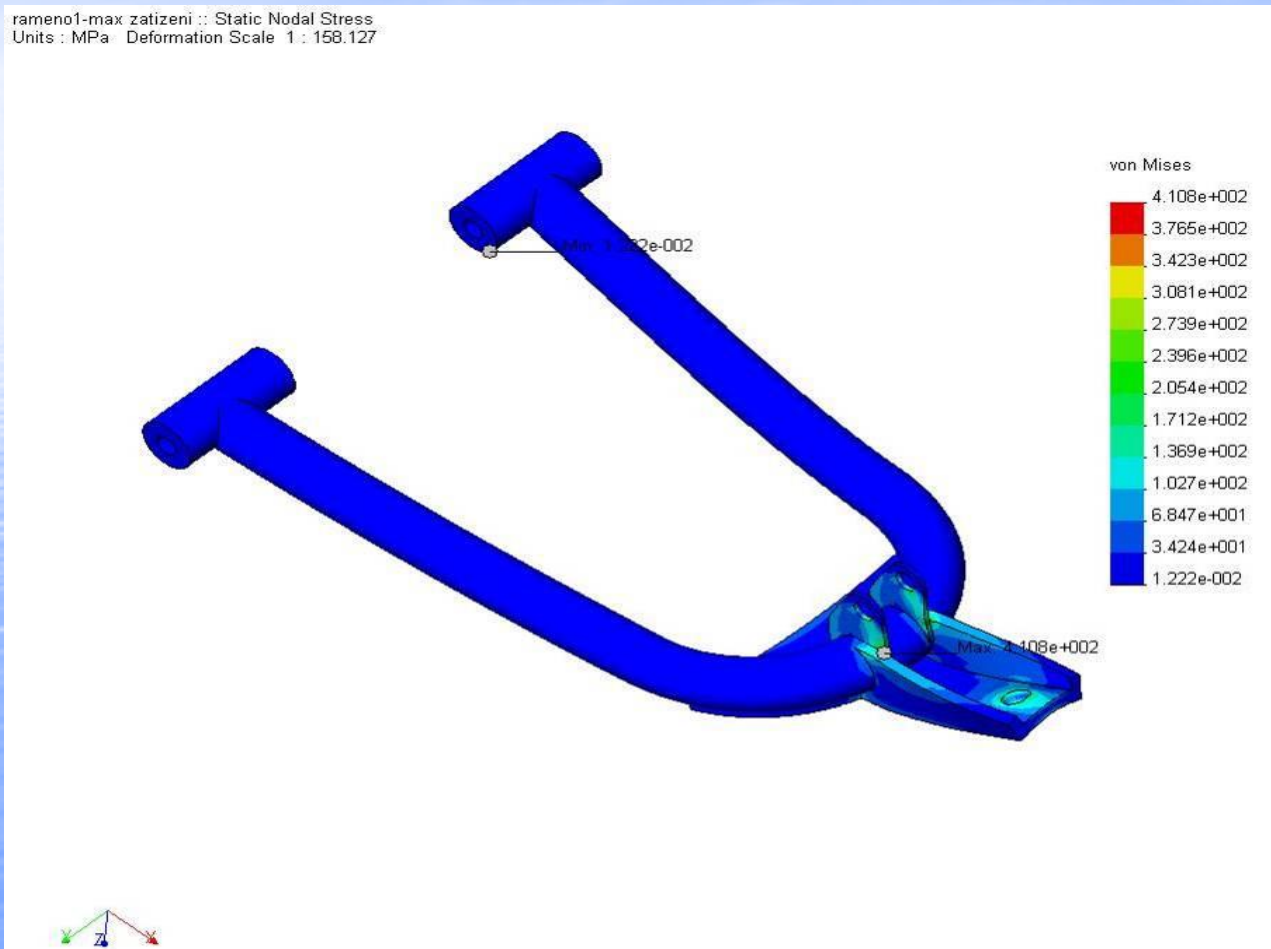 rameno1-max zatizeni :: Static Nodal Stress
Units : MPa Deformation Scale 1 : 158.127
von Mises
4.108e+002
3.765e+002
3.423e+002
3.081e+002
2.739e+002
2.396e+002
2.054e+002
1.712e+002
1.369e+002
1.027e+002
6.847e+001
3.424e+001
1.222e-002
Min
Max 4.108e+002
Y
Z
X